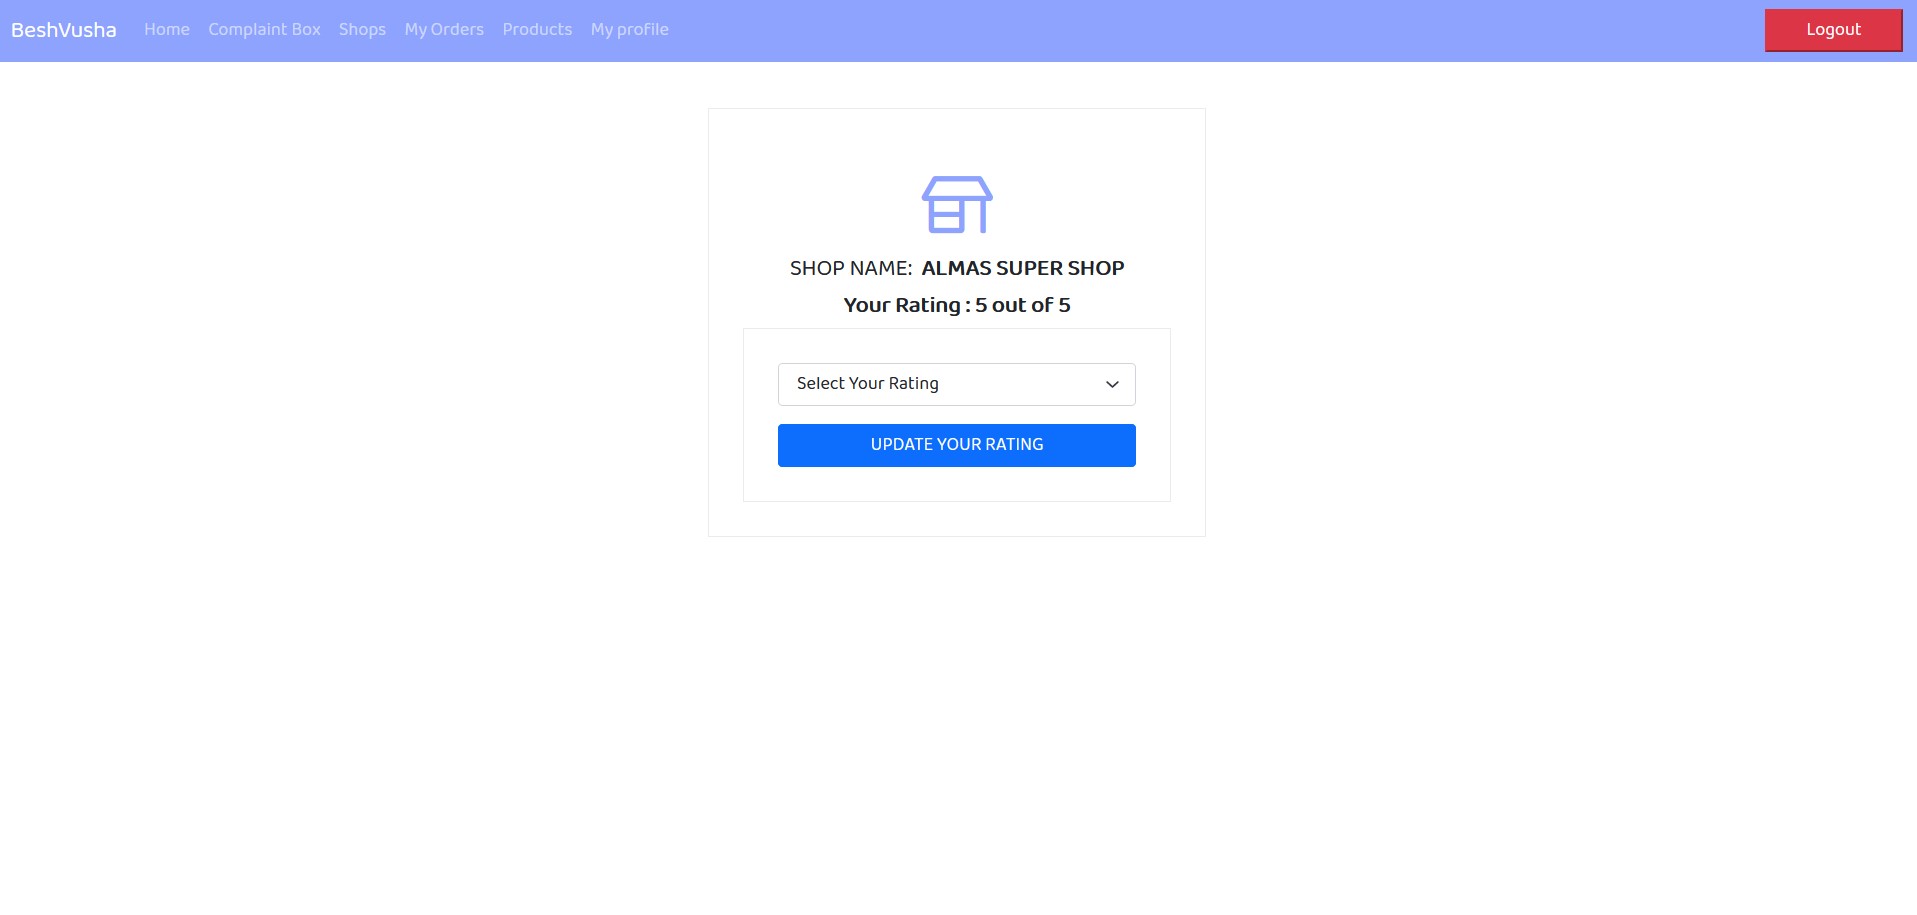 BeshVusha Home Complaint Box Shops My Orders Products My profile Logout
SHOP NAME: ALMAS SUPER SHOP
Your Rating : 5 out of 5
Select Your Rating
UPDATE YOUR RATING